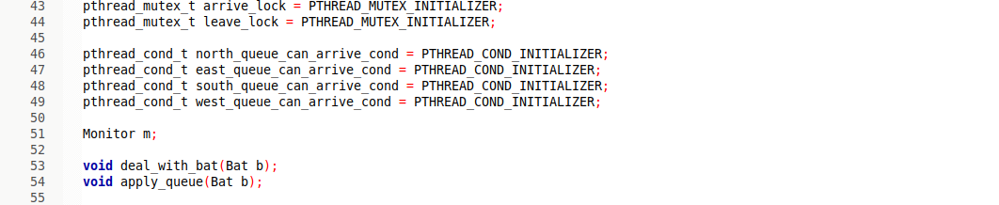 43 pthread_mutex_t arrive_lock = PTHREAD_MUTEX_INITIALIZER;
44 pthread_mutex_t leave_lock = PTHREAD_MUTEX_INITIALIZER;
45
46 pthread_cond_t north_queue_can_arrive_cond = PTHREAD_COND_INITIALIZER;
47 pthread_cond_t east_queue_can_arrive_cond = PTHREAD_COND_INITIALIZER;
48 pthread_cond_t south_queue_can_arrive_cond = PTHREAD_COND_INITIALIZER;
49 pthread_cond_t west_queue_can_arrive_cond = PTHREAD_COND_INITIALIZER;
50
51 Monitor m;
52
53 void deal_with_bat(Bat b);
54 void apply_queue(Bat b);
55